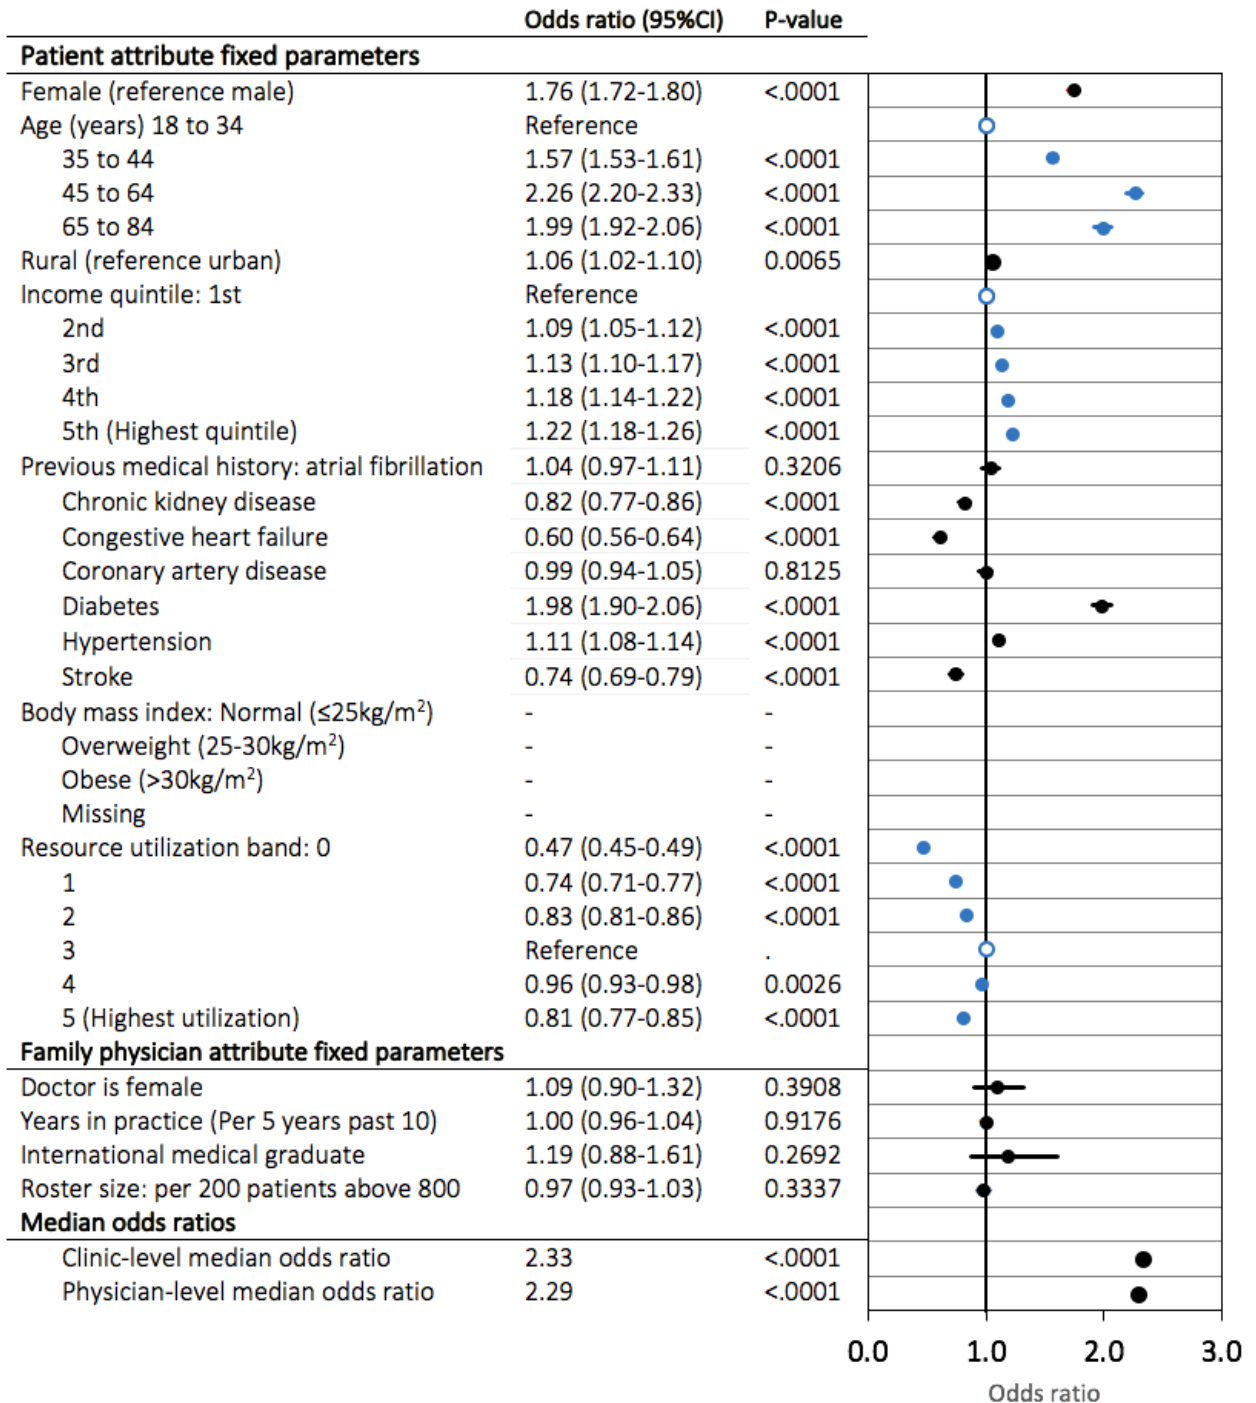 Odds ratio (95%CI) P-value
Patient attribute fixed parameters
Female (reference male) 1.76 (1.72-1.80) <.0001
Age (years) 18 to 34 Reference
35 to 44 1.57 (1.53-1.61) <.0001
45 to 64 2.26 (2.20-2.33) <.0001
65 to 84 1.99 (1.92-2.06) <.0001
Rural (reference urban) 1.06 (1.02-1.10) 0.0065
Income quintile: 1st Reference
2nd 1.09 (1.05-1.12) <.0001
3rd 1.13 (1.10-1.17) <.0001
4th 1.18 (1.14-1.22) <.0001
5th (Highest quintile) 1.22 (1.18-1.26) <.0001
Previous medical history: atrial fibrillation 1.04 (0.97-1.11) 0.3206
Chronic kidney disease 0.82 (0.77-0.86) <.0001
Congestive heart failure 0.60 (0.56-0.64) <.0001
Coronary artery disease 0.99 (0.94-1.05) 0.8125
Diabetes 1.98 (1.90-2.06) <.0001
Hypertension 1.11 (1.08-1.14) <.0001
Stroke 0.74 (0.69-0.79) <.0001
Body mass index: Normal (≤25kg/m²) - -
Overweight (25-30kg/m²) - -
Obese (>30kg/m²) - -
Missing - -
Resource utilization band: 0 0.47 (0.45-0.49) <.0001
1 0.74 (0.71-0.77) <.0001
2 0.83 (0.81-0.86) <.0001
3 Reference .
4 0.96 (0.93-0.98) 0.0026
5 (Highest utilization) 0.81 (0.77-0.85) <.0001
Family physician attribute fixed parameters
Doctor is female 1.09 (0.90-1.32) 0.3908
Years in practice (Per 5 years past 10) 1.00 (0.96-1.04) 0.9176
International medical graduate 1.19 (0.88-1.61) 0.2692
Roster size: per 200 patients above 800 0.97 (0.93-1.03) 0.3337
Median odds ratios
Clinic-level median odds ratio 2.33 <.0001
Physician-level median odds ratio 2.29 <.0001
0.0 1.0 2.0 3.0
Odds ratio